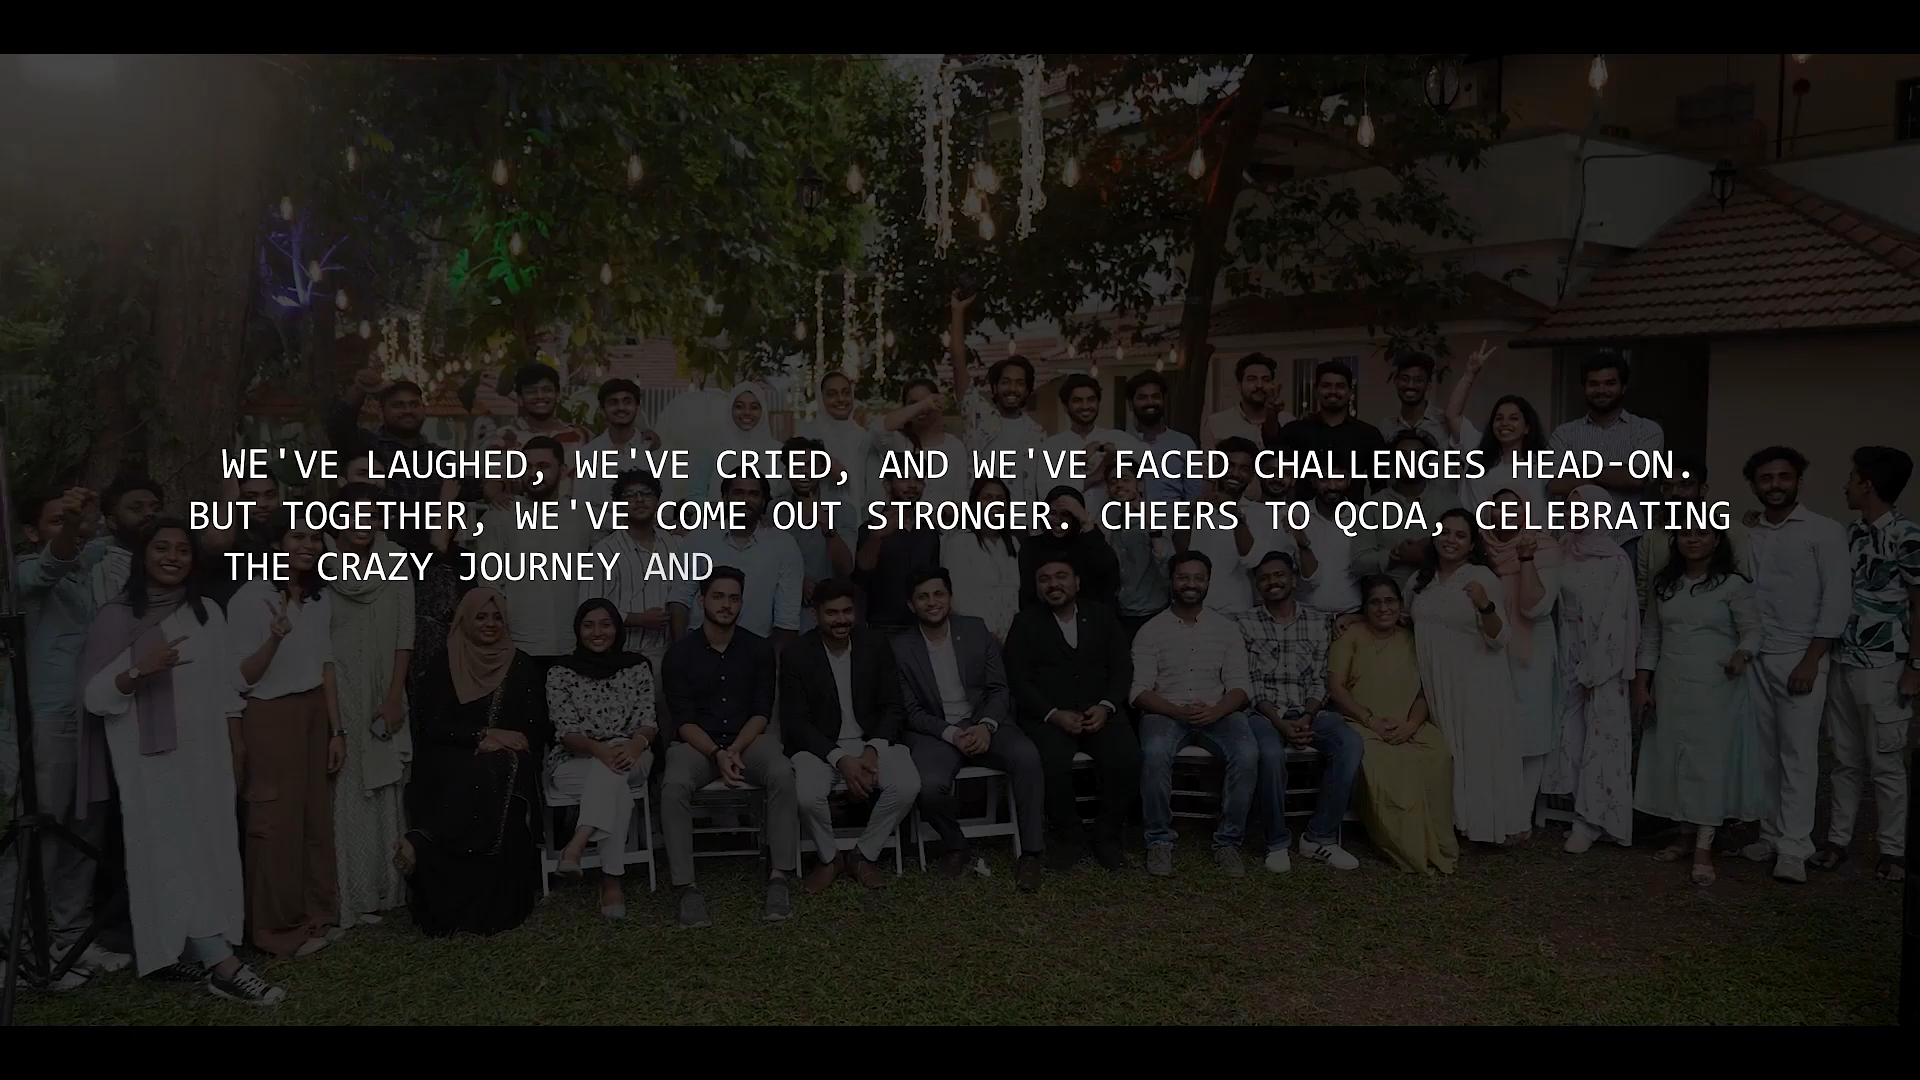 WE'VE LAUGHED, WE'VE CRIED, AND WE'VE FACED CHALLENGES HEAD-ON.
BUT TOGETHER, WE'VE COME OUT STRONGER. CHEERS TO QCDA, CELEBRATING
THE CRAZY JOURNEY AND